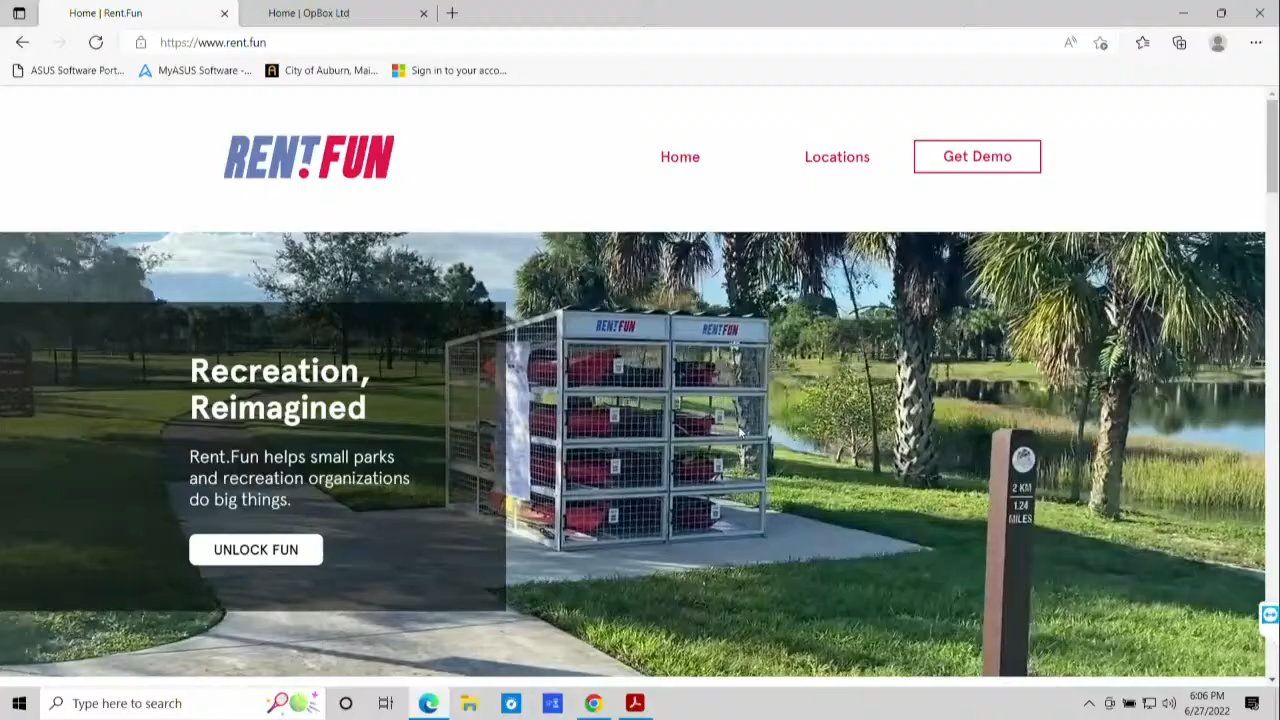 Home | Rent.Fun
Home | OpBox Ltd
https://www.rent.fun
ASUS Software Port...
MyASUS Software -...
City of Auburn, Mai...
Sign in to your acco...
RENT.FUN
Home
Locations
Get Demo
RENT.FUN
RENT.FUN
Recreation,
Reimagined
Rent.Fun helps small parks
and recreation organizations
do big things.
UNLOCK FUN
2 KM
1.24
MILES
Type here to search
6:06 PM
6/27/2022